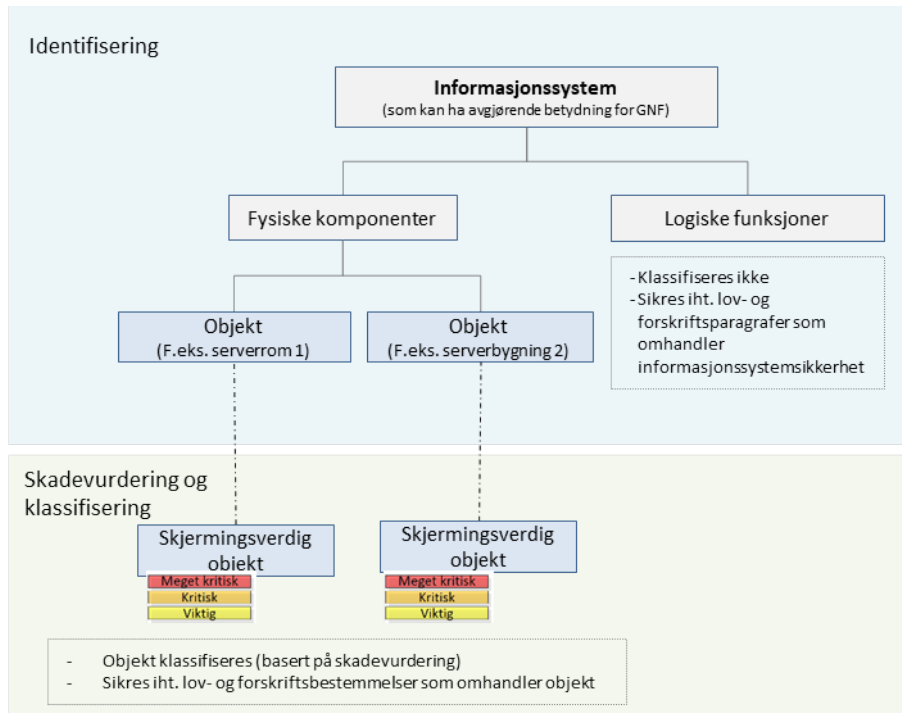 Identifisering
Informasjonssystem
(som kan ha avgjørende betydning for GNF)
Fysiske komponenter
Logiske funksjoner
- Klassifiseres ikke
- Sikres iht. lov- og
forskriftsparagrafer som
omhandler
informasjonssystemsikkerhet
Objekt
(F.eks. serverrom 1)
Objekt
(F.eks. serverbygning 2)
Skadevurdering og
klassifisering
Skjermingsverdig
objekt
Meget kritisk
Kritisk
Viktig
Skjermingsverdig
objekt
Meget kritisk
Kritisk
Viktig
- Objekt klassifiseres (basert på skadevurdering)
- Sikres iht. lov- og forskriftsbestemmelser som omhandler objekt